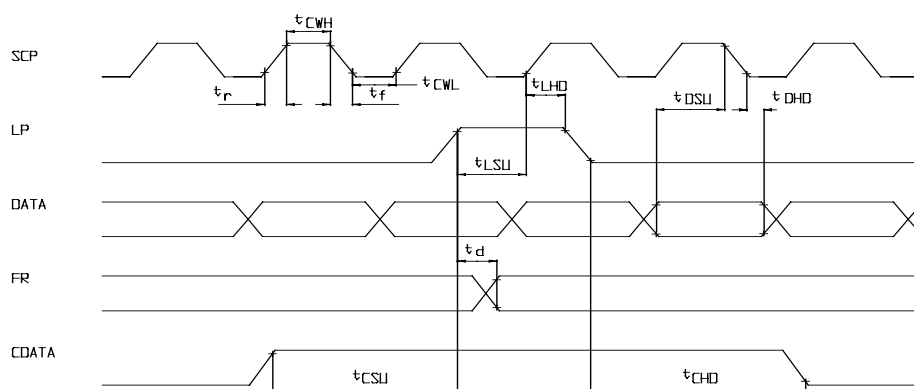 tCWH
SCP
tr
tf
tCWL
tLHD
tDSU
tDHD
LP
tLSU
DATA
td
FR
CDATA
tCSU
tCHD